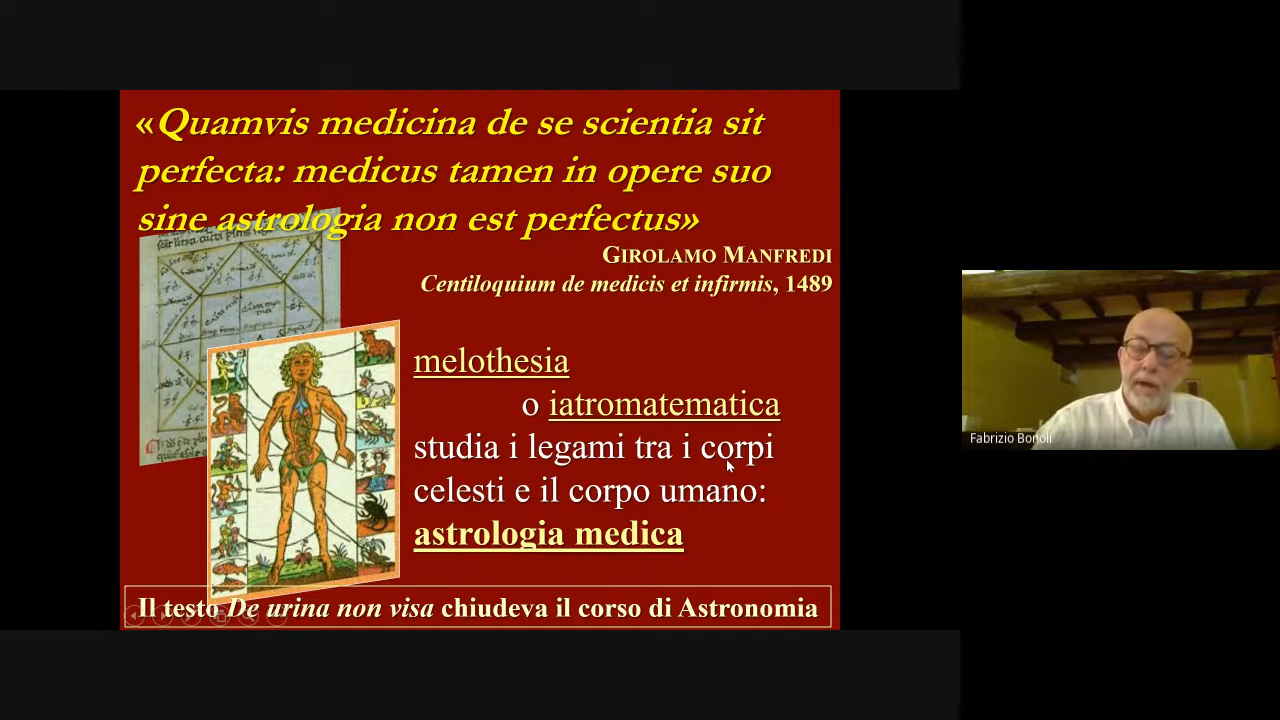 «Quamvis medicina de se scientia sit
perfecta: medicus tamen in opere suo
sine astrologia non est perfectus»
GIROLAMO MANFREDI
Centiloquium de medicis et infirmis, 1489
melothesia
o iatromatematica
studia i legami tra i corpi
celesti e il corpo umano:
astrologia medica
Il testo De urina non visa chiudeva il corso di Astronomia
Fabrizio Bonoli